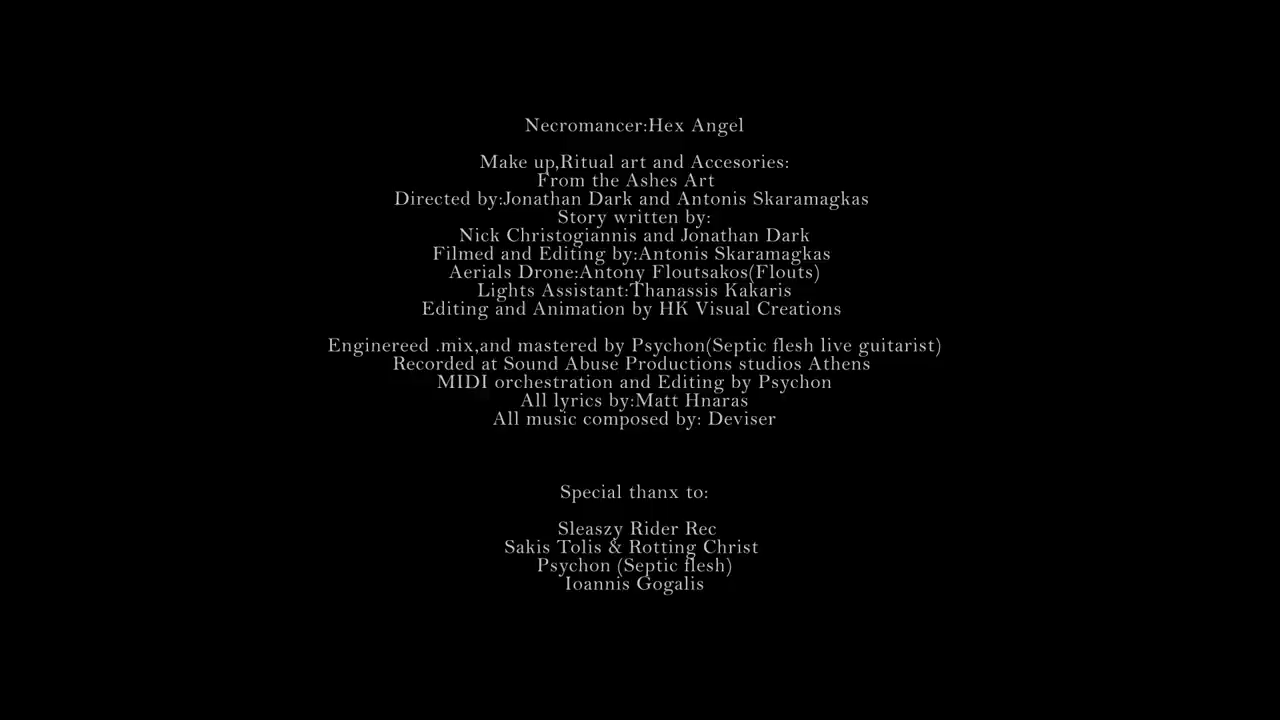 Necromancer:Hex Angel
Make up,Ritual art and Accesories:
From the Ashes Art
Directed by:Jonathan Dark and Antonis Skaramagkas
Story written by:
Nick Christogiannis and Jonathan Dark
Filmed and Editing by:Antonis Skaramagkas
Aerials Drone:Antony Floutsakos(Flouts)
Lights Assistant:Thanassis Kakaris
Editing and Animation by HK Visual Creations
Enginereed .mix,and mastered by Psychon(Septic flesh live guitarist)
Recorded at Sound Abuse Productions studios Athens
MIDI orchestration and Editing by Psychon
All lyrics by:Matt Hnaras
All music composed by: Deviser
Special thanx to:
Sleaszy Rider Rec
Sakis Tolis & Rotting Christ
Psychon (Septic flesh)
Ioannis Gogalis